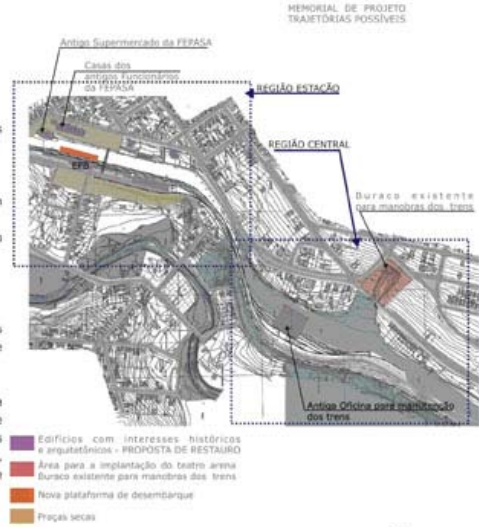 MEMORIAL DE PROJETO
TRAJETÓRIAS POSSÍVEIS
Antigo Supermercado da FEPASA
Casas dos
antigos Funcionários
da FEPASA
REGIÃO ESTAÇÃO
REGIÃO CENTRAL
Buraco existente
para manobras dos trens
Antiga Oficina para manutenção
dos trens
Edifícios com interesses históricos
e arquitetônicos - PROPOSTA DE RESTAURO
Área para a implantação do teatro arena
Buraco existente para manobras dos trens
Nova plataforma de desembarque
Praças secas